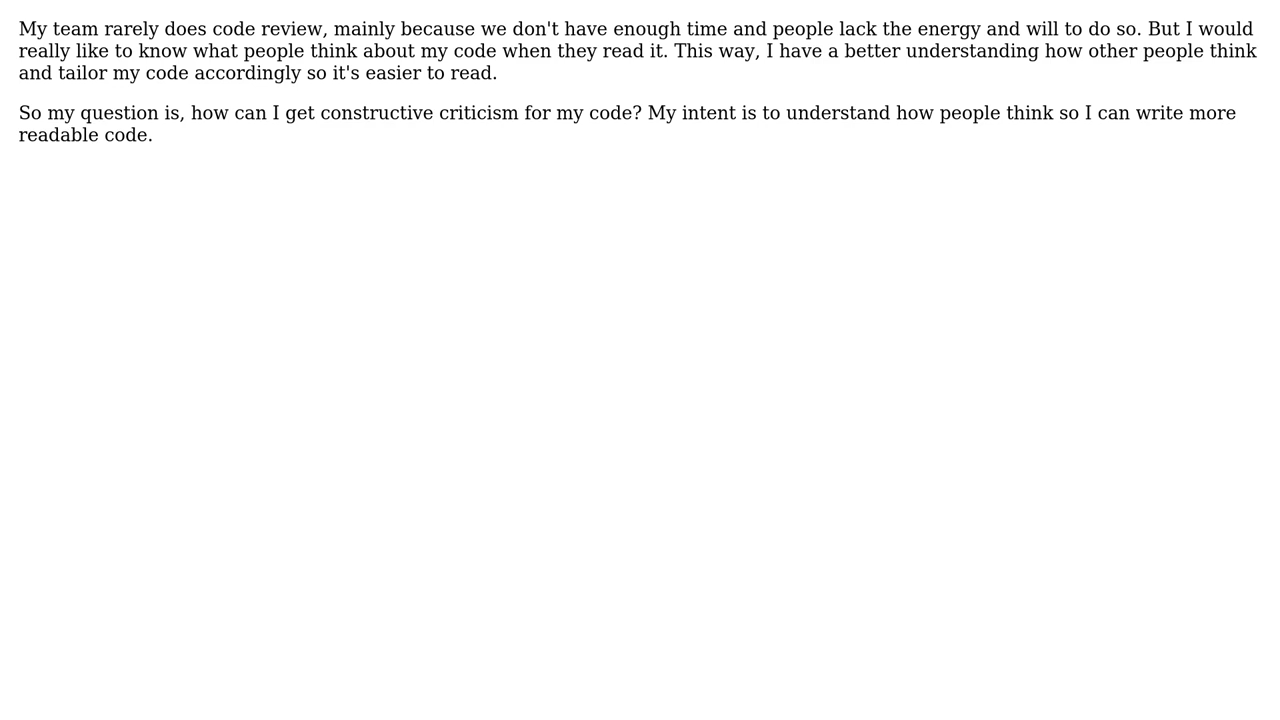 My team rarely does code review, mainly because we don't have enough time and people lack the energy and will to do so. But I would
really like to know what people think about my code when they read it. This way, I have a better understanding how other people think
and tailor my code accordingly so it's easier to read.
So my question is, how can I get constructive criticism for my code? My intent is to understand how people think so I can write more
readable code.